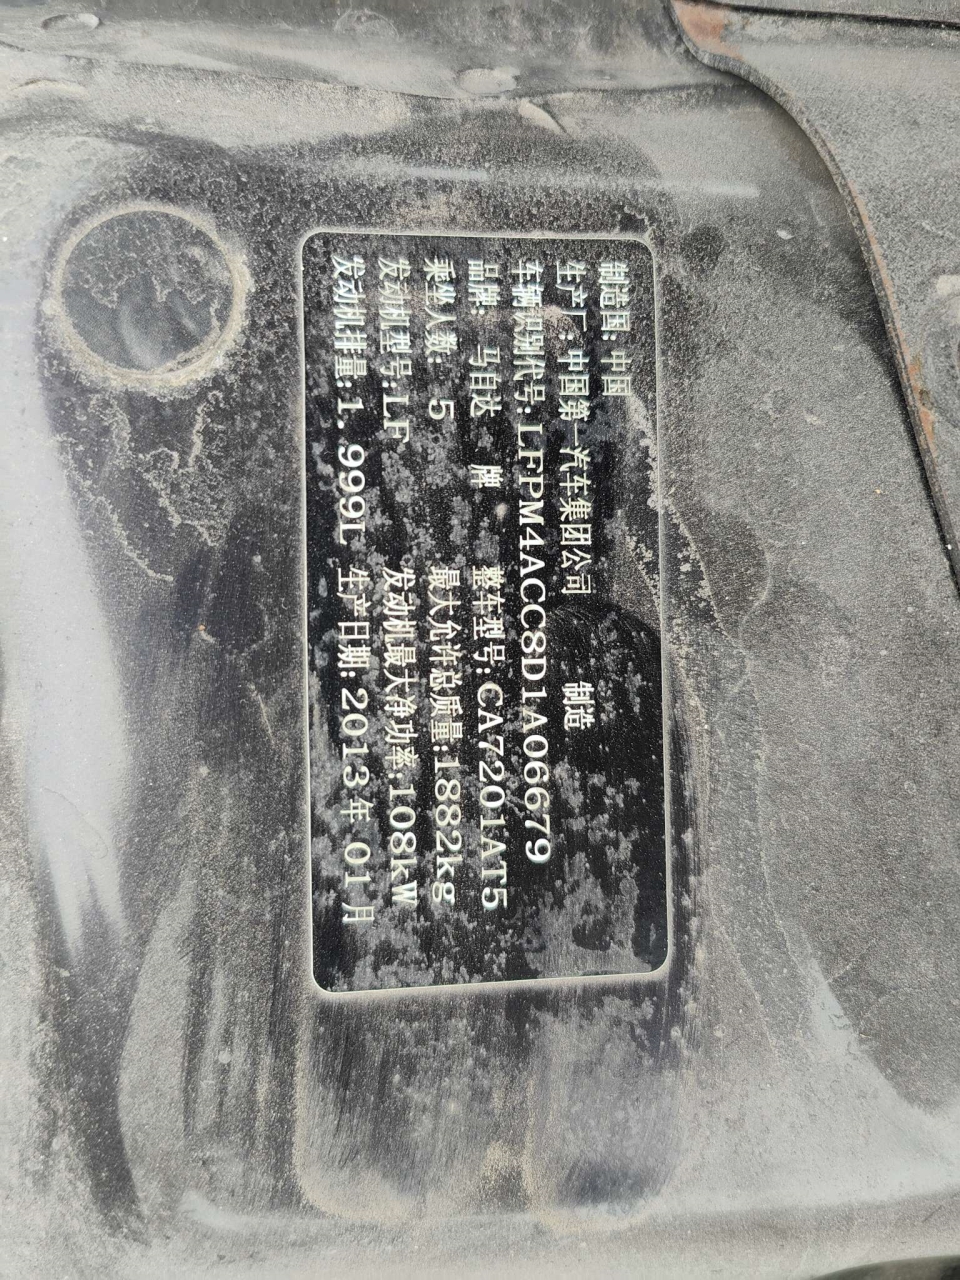 制造国: 中国
生产厂: 中国第一汽车集团公司 制造
车辆识别代号: LFPM4ACC8D1A06679
品牌: 马自达 牌 整车型号: CA7201AT5
乘坐人数: 5 最大允许总质量: 1882kg
发动机型号: LF 发动机最大净功率: 108kW
发动机排量: 1.999L 生产日期: 2013年 01月